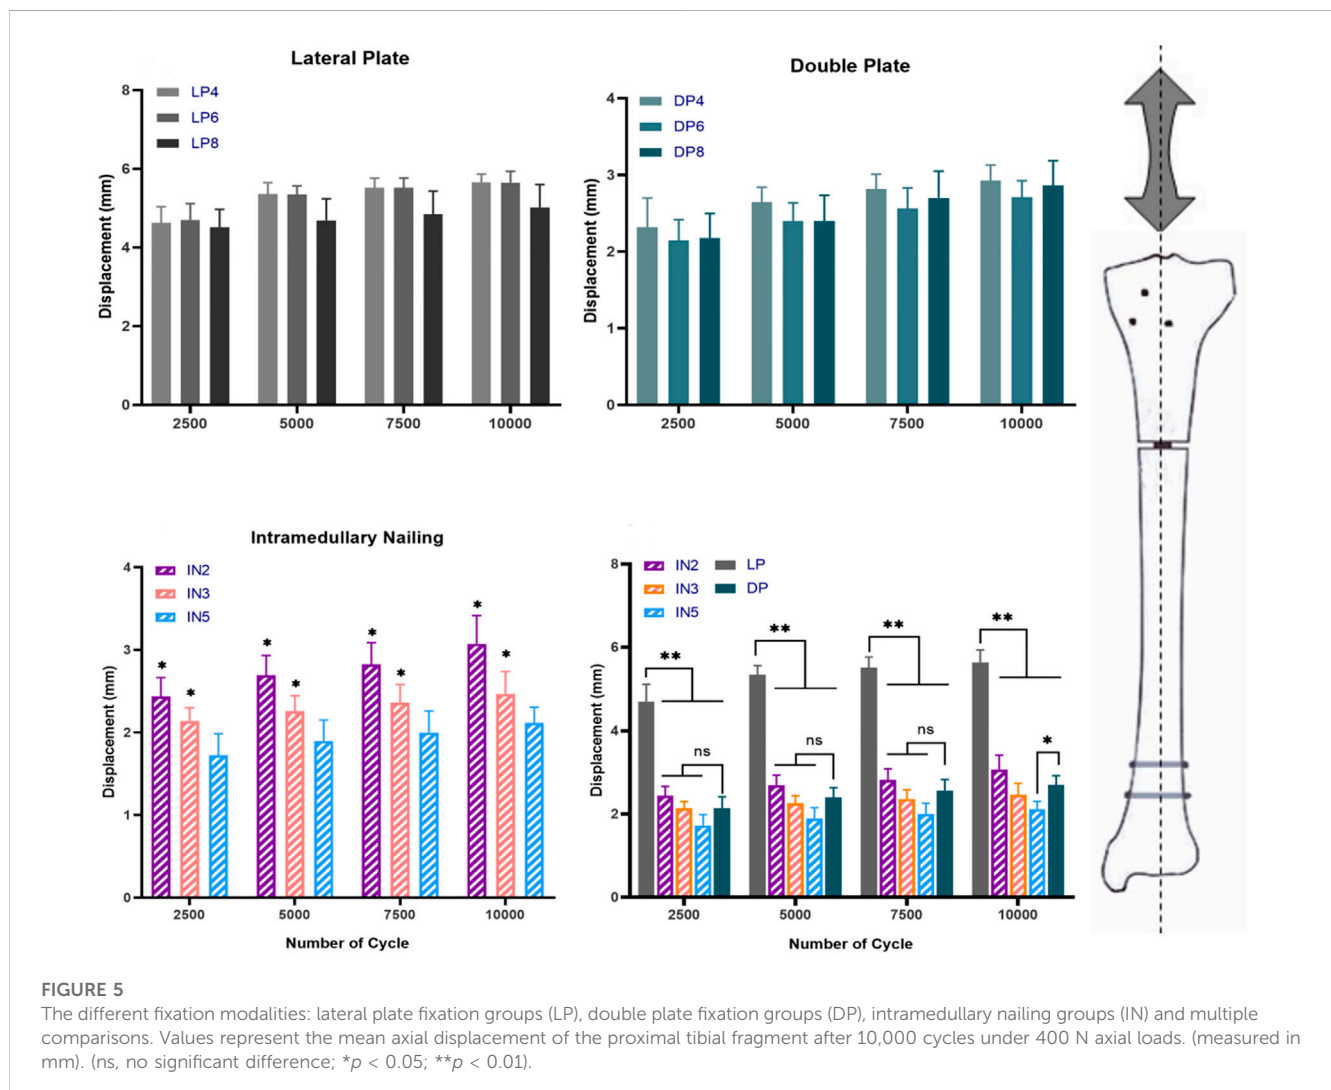 Lateral Plate
Displacement (mm)
8
6
4
2
0
LP4
LP6
LP8
2500 5000 7500 10000
Double Plate
Displacement (mm)
4
3
2
1
0
DP4
DP6
DP8
2500 5000 7500 10000
Intramedullary Nailing
Displacement (mm)
4
3
2
1
0
IN2
IN3
IN5
* * * * * * * *
2500 5000 7500 10000
Number of Cycle
Displacement (mm)
8
6
4
2
0
IN2 LP
IN3 DP
IN5
** ** ** **
ns ns ns *
2500 5000 7500 10000
Number of Cycle
FIGURE 5
The different fixation modalities: lateral plate fixation groups (LP), double plate fixation groups (DP), intramedullary nailing groups (IN) and multiple
comparisons. Values represent the mean axial displacement of the proximal tibial fragment after 10,000 cycles under 400 N axial loads. (measured in
mm). (ns, no significant difference; *p < 0.05; **p < 0.01).